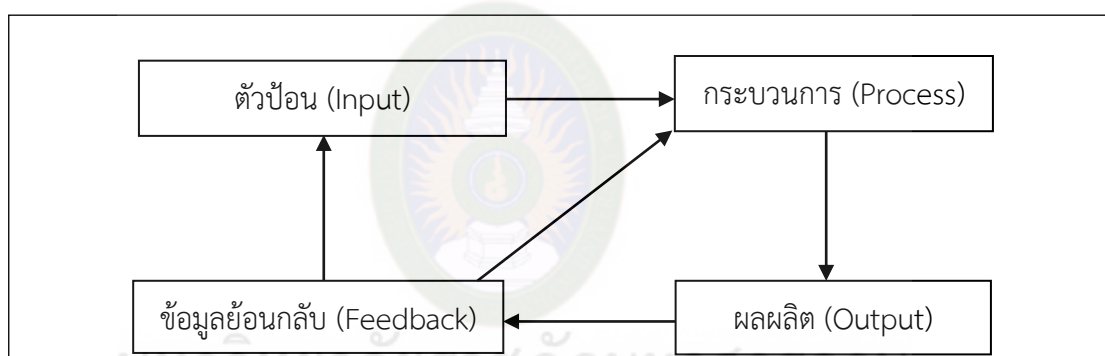 ตัวป้อน (Input)
กระบวนการ (Process)
ข้อมูลย้อนกลับ (Feedback)
ผลผลิต (Output)